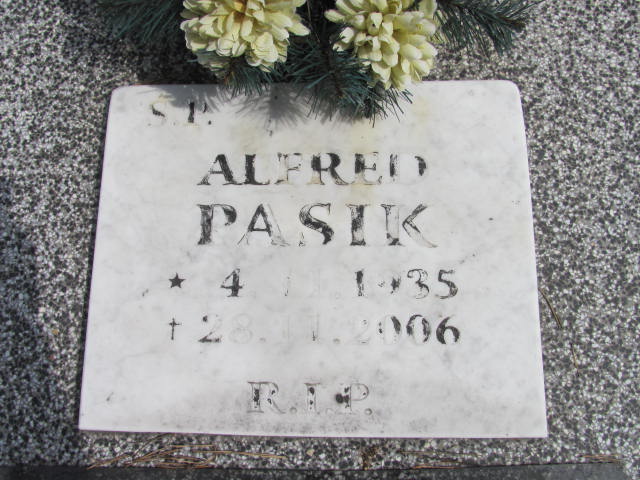 S.P.
ALFRED
PASIK
★ 4. 11. 1935
† 28. 11. 2006
R.I.P.